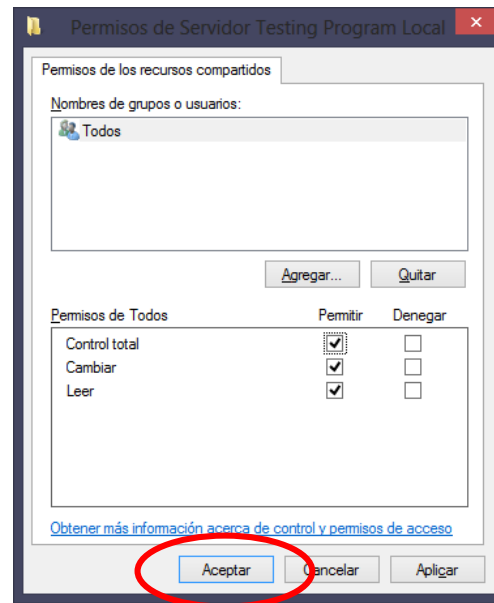 Permisos de Servidor Testing Program Local
Permisos de los recursos compartidos
Nombres de grupos o usuarios:
Todos
Agregar... Quitar
Permisos de Todos Permitir Denegar
Control total
Cambiar
Leer
Obtener más información acerca de control y permisos de acceso
Aceptar Cancelar Aplicar